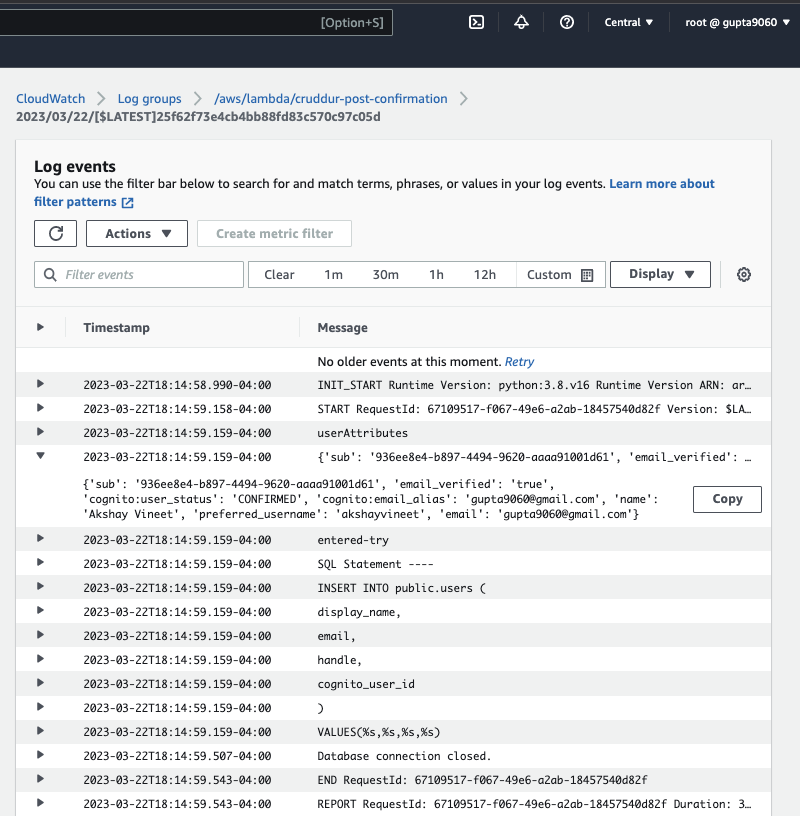 [Option+S]
Central ▼
root @ gupta9060 ▼
CloudWatch > Log groups > /aws/lambda/cruddur-post-confirmation >
2023/03/22/[$LATEST]25f62f73e4cb4bb88fd83c570c97c05d
Log events
You can use the filter bar below to search for and match terms, phrases, or values in your log events. Learn more about
filter patterns
Actions ▼
Create metric filter
Filter events
Clear 1m 30m 1h 12h Custom
Display ▼
Timestamp Message
No older events at this moment. Retry
2023-03-22T18:14:58.990-04:00 INIT_START Runtime Version: python:3.8.v16 Runtime Version ARN: ar…
2023-03-22T18:14:59.158-04:00 START RequestId: 67109517-f067-49e6-a2ab-18457540d82f Version: $LA…
2023-03-22T18:14:59.159-04:00 userAttributes
2023-03-22T18:14:59.159-04:00 {'sub': '936ee8e4-b897-4494-9620-aaaa91001d61', 'email_verified': …
{'sub': '936ee8e4-b897-4494-9620-aaaa91001d61', 'email_verified': 'true',
'cognito:user_status': 'CONFIRMED', 'cognito:email_alias': 'gupta9060@gmail.com', 'name':
'Akshay Vineet', 'preferred_username': 'akshayvineet', 'email': 'gupta9060@gmail.com'}
Copy
2023-03-22T18:14:59.159-04:00 entered-try
2023-03-22T18:14:59.159-04:00 SQL Statement ----
2023-03-22T18:14:59.159-04:00 INSERT INTO public.users (
2023-03-22T18:14:59.159-04:00 display_name,
2023-03-22T18:14:59.159-04:00 email,
2023-03-22T18:14:59.159-04:00 handle,
2023-03-22T18:14:59.159-04:00 cognito_user_id
2023-03-22T18:14:59.159-04:00 )
2023-03-22T18:14:59.159-04:00 VALUES(%s,%s,%s,%s)
2023-03-22T18:14:59.507-04:00 Database connection closed.
2023-03-22T18:14:59.543-04:00 END RequestId: 67109517-f067-49e6-a2ab-18457540d82f
2023-03-22T18:14:59.543-04:00 REPORT RequestId: 67109517-f067-49e6-a2ab-18457540d82f Duration: 3…